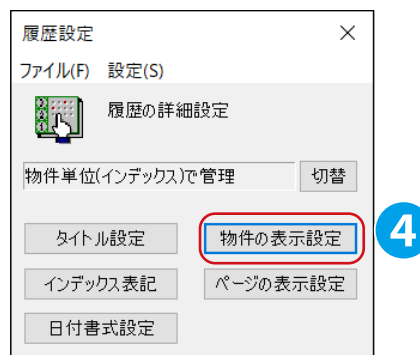 履歴設定
ファイル(F) 設定(S)
履歴の詳細設定
物件単位(インデックス)で管理 切替
タイトル設定 物件の表示設定 4
インデックス表記 ページの表示設定
日付書式設定